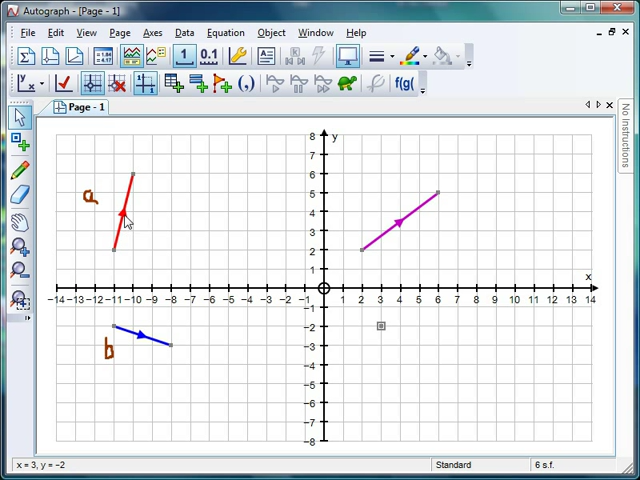 Autograph - [Page - 1]
File Edit View Page Axes Data Equation Object Window Help
1 0.1 A
y x (,) f(g(
Page - 1
No Instructions
8 y
7
6
a 5
4
3
2
1 x
−14 −13 −12 −11 −10 −9 −8 −7 −6 −5 −4 −3 −2 −1 1 2 3 4 5 6 7 8 9 10 11 12 13 14
−1
−2
b −3
−4
−5
−6
−7
−8
x = 3, y = −2 Standard 6 s.f.